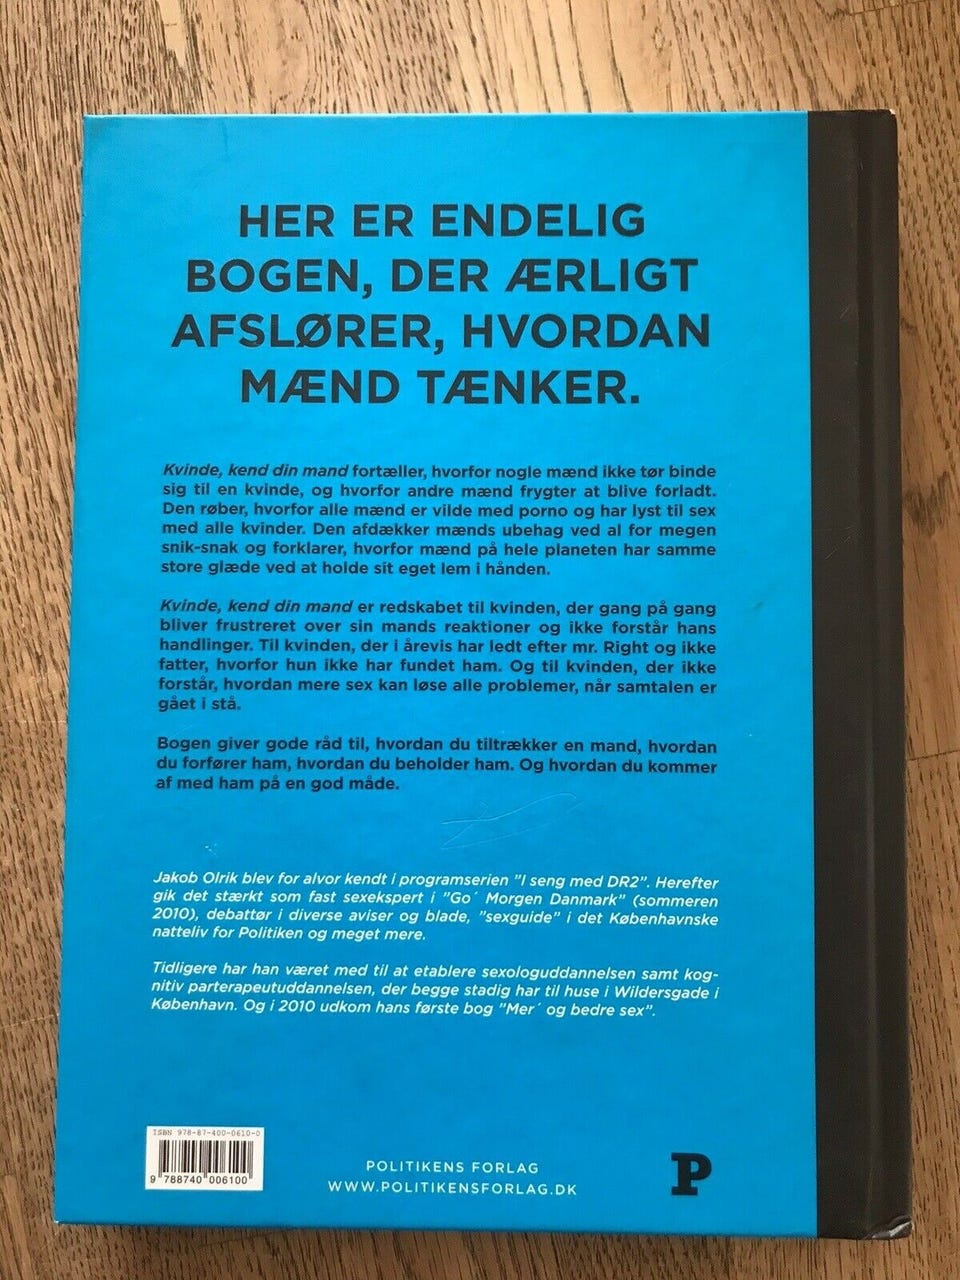 HER ER ENDELIG
BOGEN, DER ÆRLIGT
AFSLØRER, HVORDAN
MÆND TÆNKER.
Kvinde, kend din mand fortæller, hvorfor nogle mænd ikke tør binde
sig til en kvinde, og hvorfor andre mænd frygter at blive forladt.
Den røber, hvorfor alle mænd er vilde med porno og har lyst til sex
med alle kvinder. Den afdækker mænds ubehag ved al for megen
snik-snak og forklarer, hvorfor mænd på hele planeten har samme
store glæde ved at holde sit eget lem i hånden.
Kvinde, kend din mand er redskabet til kvinden, der gang på gang
bliver frustreret over sin mands reaktioner og ikke forstår hans
handlinger. Til kvinden, der i årevis har ledt efter mr. Right og ikke
fatter, hvorfor hun ikke har fundet ham. Og til kvinden, der ikke
forstår, hvordan mere sex kan løse alle problemer, når samtalen er
gået i stå.
Bogen giver gode råd til, hvordan du tiltrækker en mand, hvordan
du forfører ham, hvordan du beholder ham. Og hvordan du kommer
af med ham på en god måde.
Jakob Olrik blev for alvor kendt i programserien "I seng med DR2". Herefter
gik det stærkt som fast sexekspert i "Go´ Morgen Danmark" (sommeren
2010), debattør i diverse aviser og blade, "sexguide" i det Københavnske
natteliv for Politiken og meget mere.
Tidligere har han været med til at etablere sexologuddannelsen samt kog-
nitiv parterapeutuddannelsen, der begge stadig har til huse i Wildersgade i
København. Og i 2010 udkom hans første bog "Mer´ og bedre sex".
ISBN 978-87-400-0610-0
9 788740 006100
POLITIKENS FORLAG
WWW.POLITIKENSFORLAG.DK
P